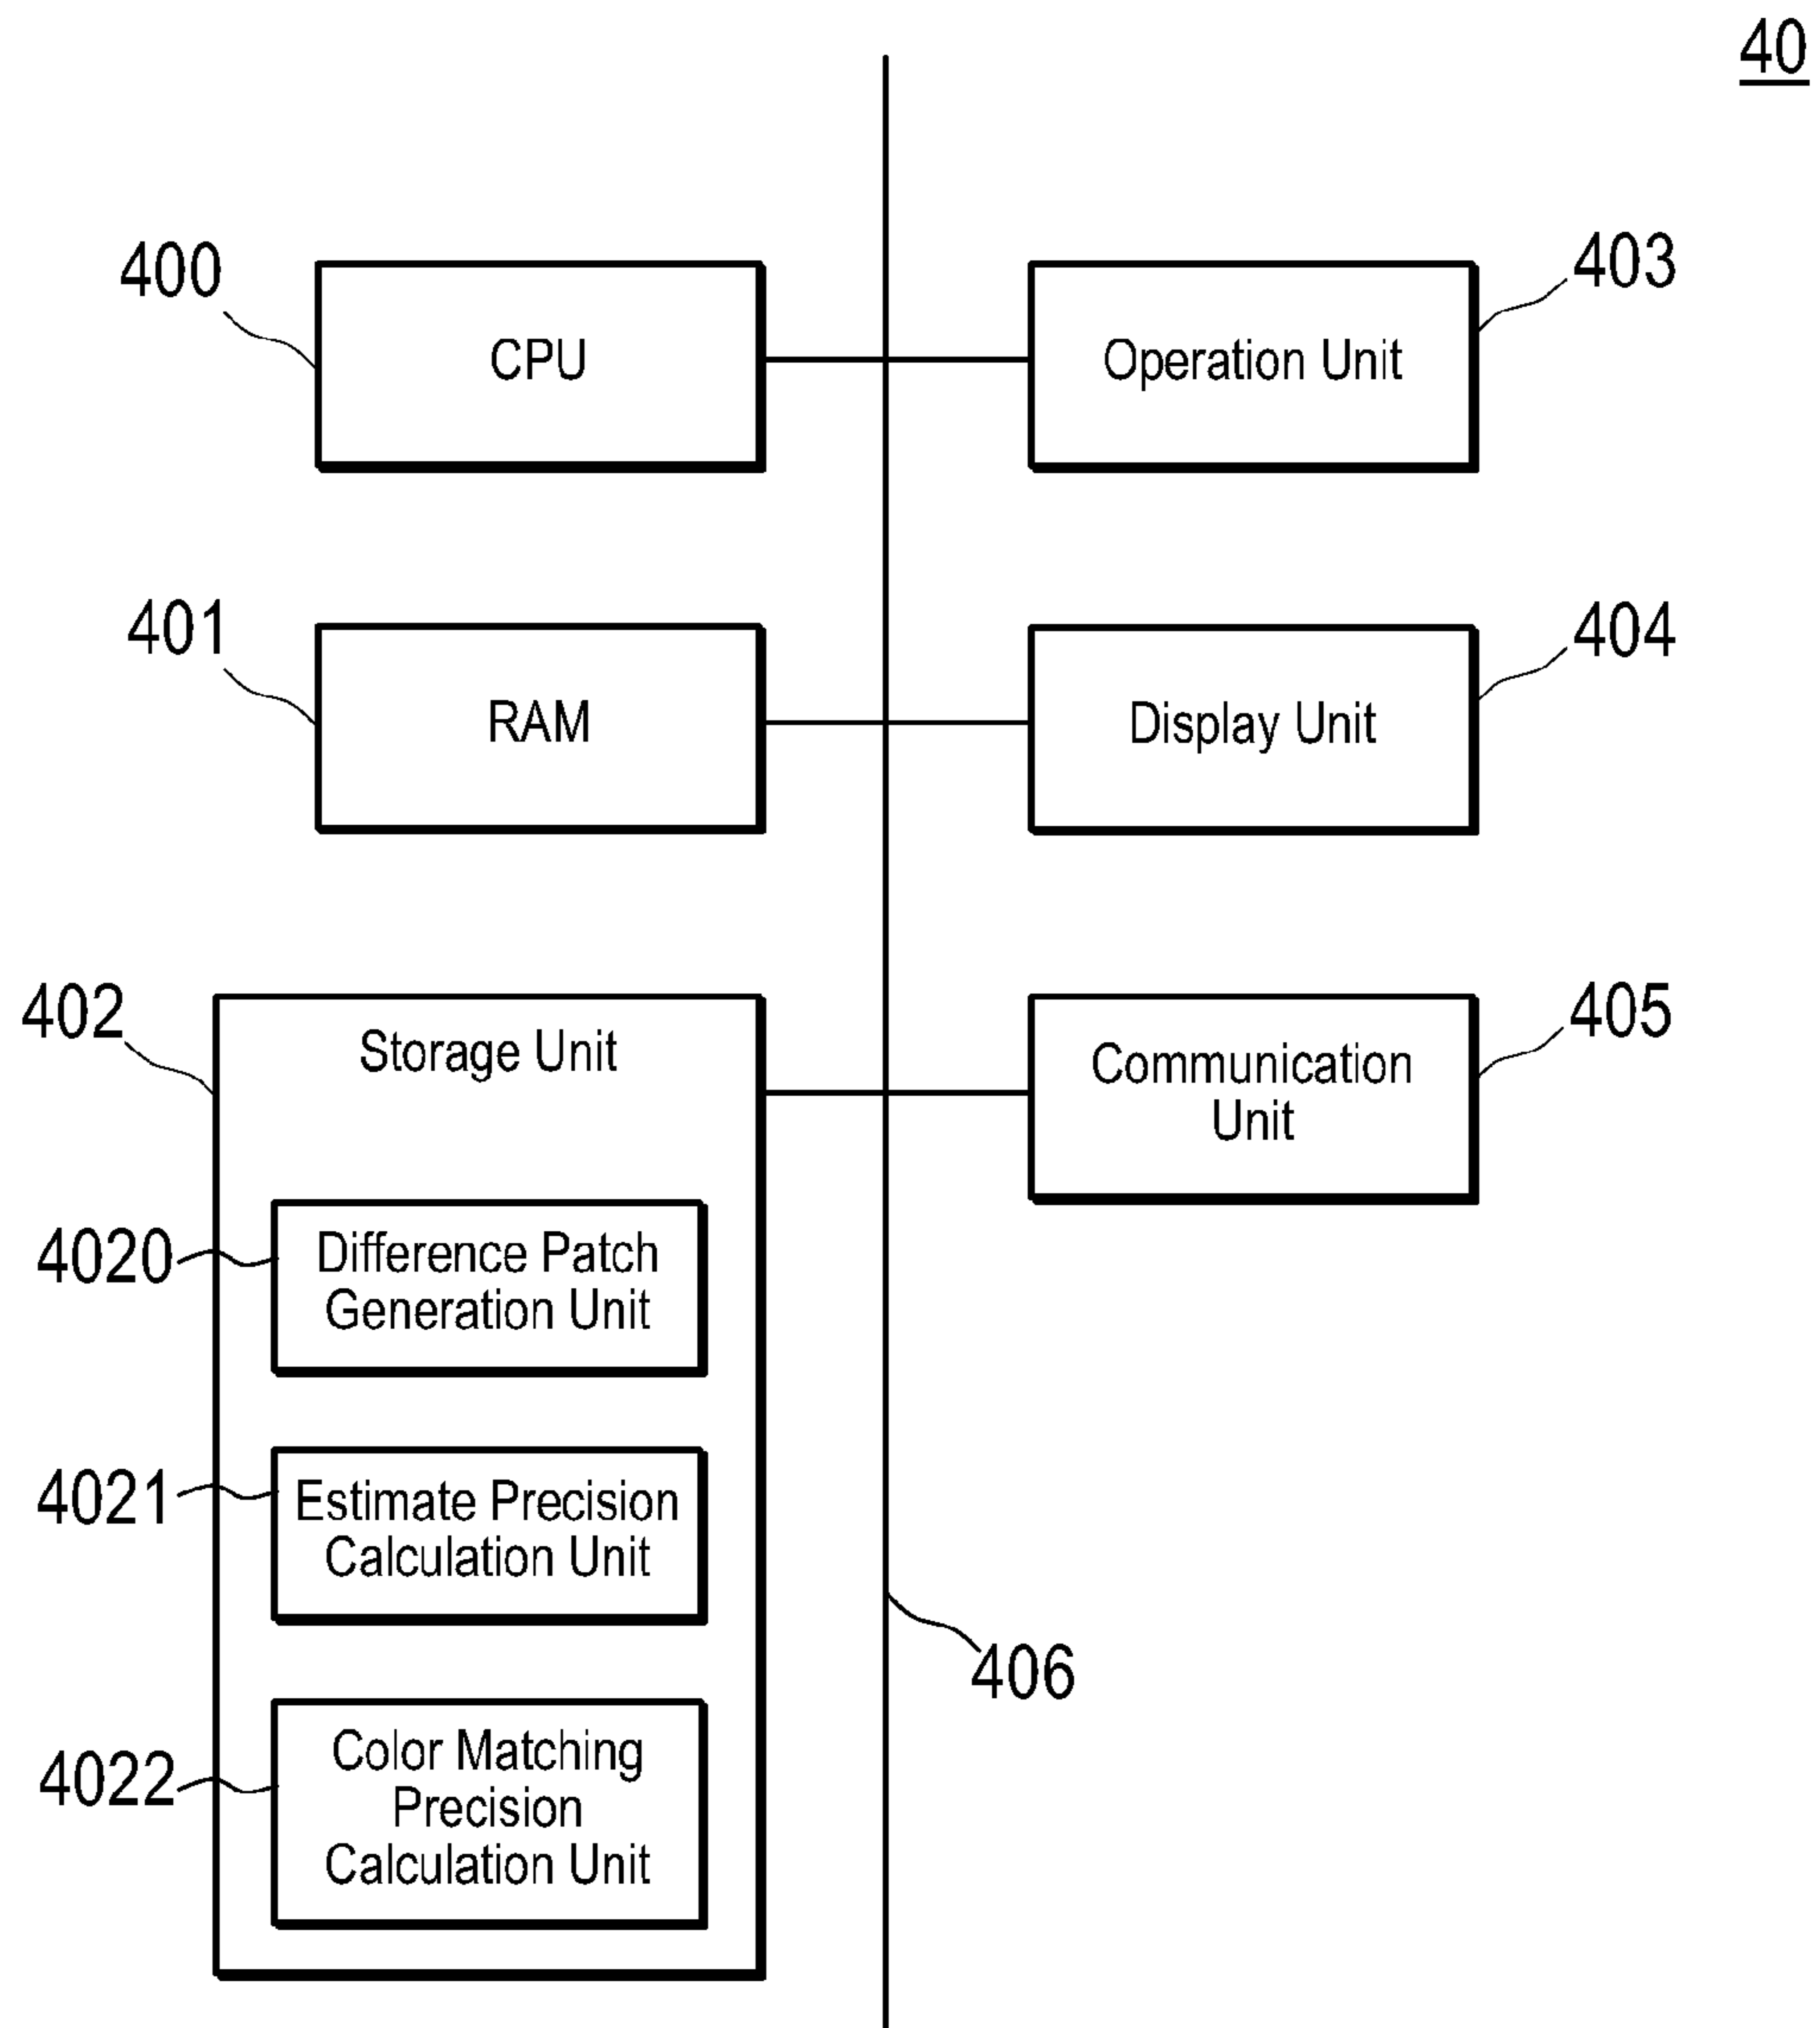 40
400
CPU
403
Operation Unit
401
RAM
404
Display Unit
402
Storage Unit
405
Communication
Unit
4020
Difference Patch
Generation Unit
4021
Estimate Precision
Calculation Unit
406
4022
Color Matching
Precision
Calculation Unit